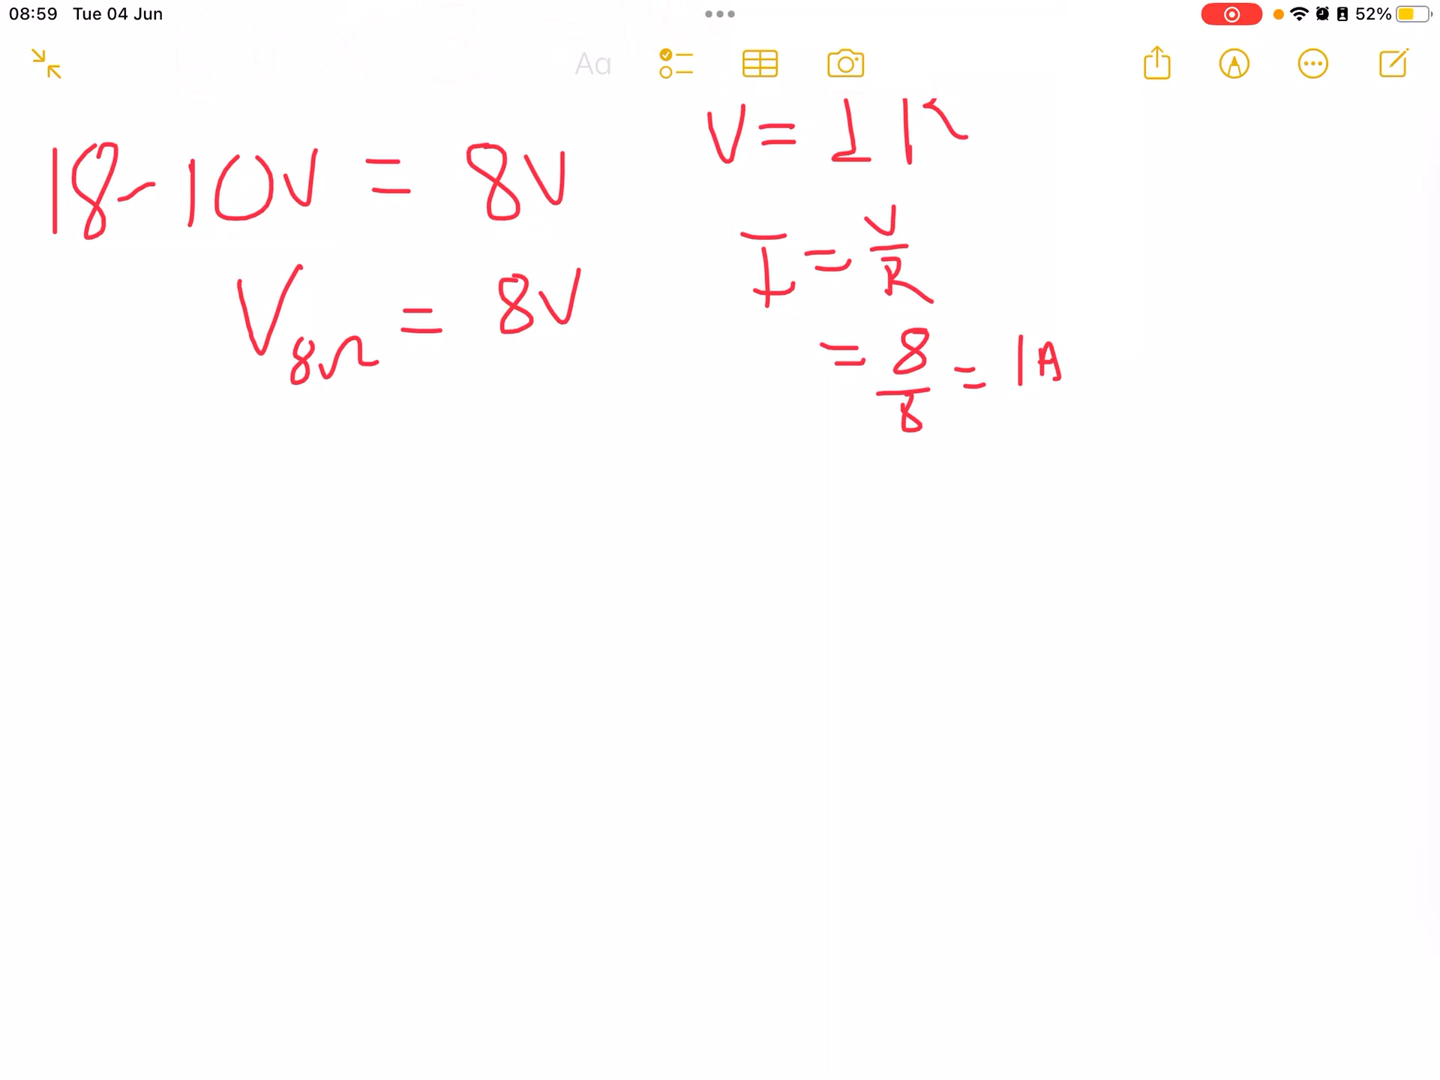 08:59 Tue 04 Jun
52%
Aa
18-10V = 8V
V8Ω = 8V
V = IR
I = V/R
= 8/8 = 1A